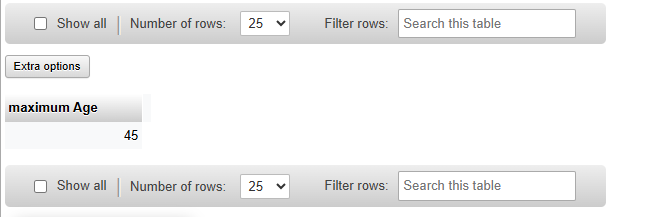 Show all Number of rows: 25 Filter rows: Search this table
Extra options
maximum Age
45
Show all Number of rows: 25 Filter rows: Search this table